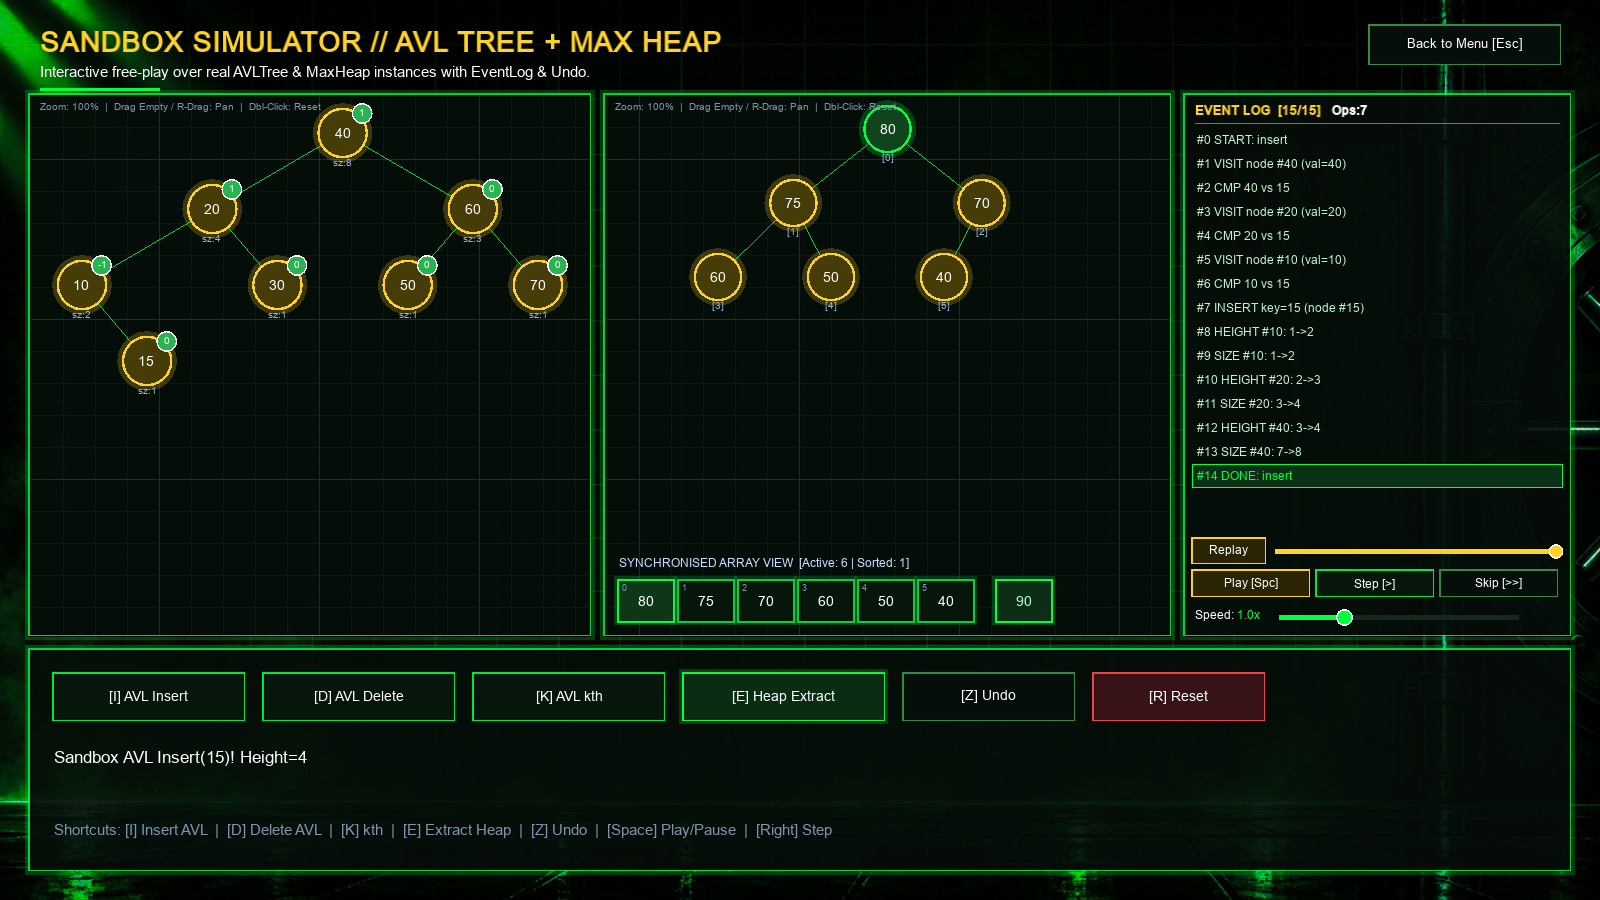 SANDBOX SIMULATOR // AVL TREE + MAX HEAP
Interactive free-play over real AVLTree & MaxHeap instances with EventLog & Undo.
Back to Menu [Esc]
Zoom: 100% | Drag Empty / R-Drag: Pan | Dbl-Click: Reset
40
1
sz:8
20
1
sz:4
60
0
sz:3
10
-1
sz:2
30
0
sz:1
50
0
sz:1
70
0
sz:1
15
0
sz:1
Zoom: 100% | Drag Empty / R-Drag: Pan | Dbl-Click: Reset
80
[0]
75
[1]
70
[2]
60
[3]
50
[4]
40
[5]
SYNCHRONISED ARRAY VIEW [Active: 6 | Sorted: 1]
0 80
1 75
2 70
3 60
4 50
5 40
90
EVENT LOG [15/15] Ops:7
#0 START: insert
#1 VISIT node #40 (val=40)
#2 CMP 40 vs 15
#3 VISIT node #20 (val=20)
#4 CMP 20 vs 15
#5 VISIT node #10 (val=10)
#6 CMP 10 vs 15
#7 INSERT key=15 (node #15)
#8 HEIGHT #10: 1->2
#9 SIZE #10: 1->2
#10 HEIGHT #20: 2->3
#11 SIZE #20: 3->4
#12 HEIGHT #40: 3->4
#13 SIZE #40: 7->8
#14 DONE: insert
Replay
Play [Spc]
Step [>]
Skip [>>]
Speed: 1.0x
[I] AVL Insert
[D] AVL Delete
[K] AVL kth
[E] Heap Extract
[Z] Undo
[R] Reset
Sandbox AVL Insert(15)! Height=4
Shortcuts: [I] Insert AVL | [D] Delete AVL | [K] kth | [E] Extract Heap | [Z] Undo | [Space] Play/Pause | [Right] Step